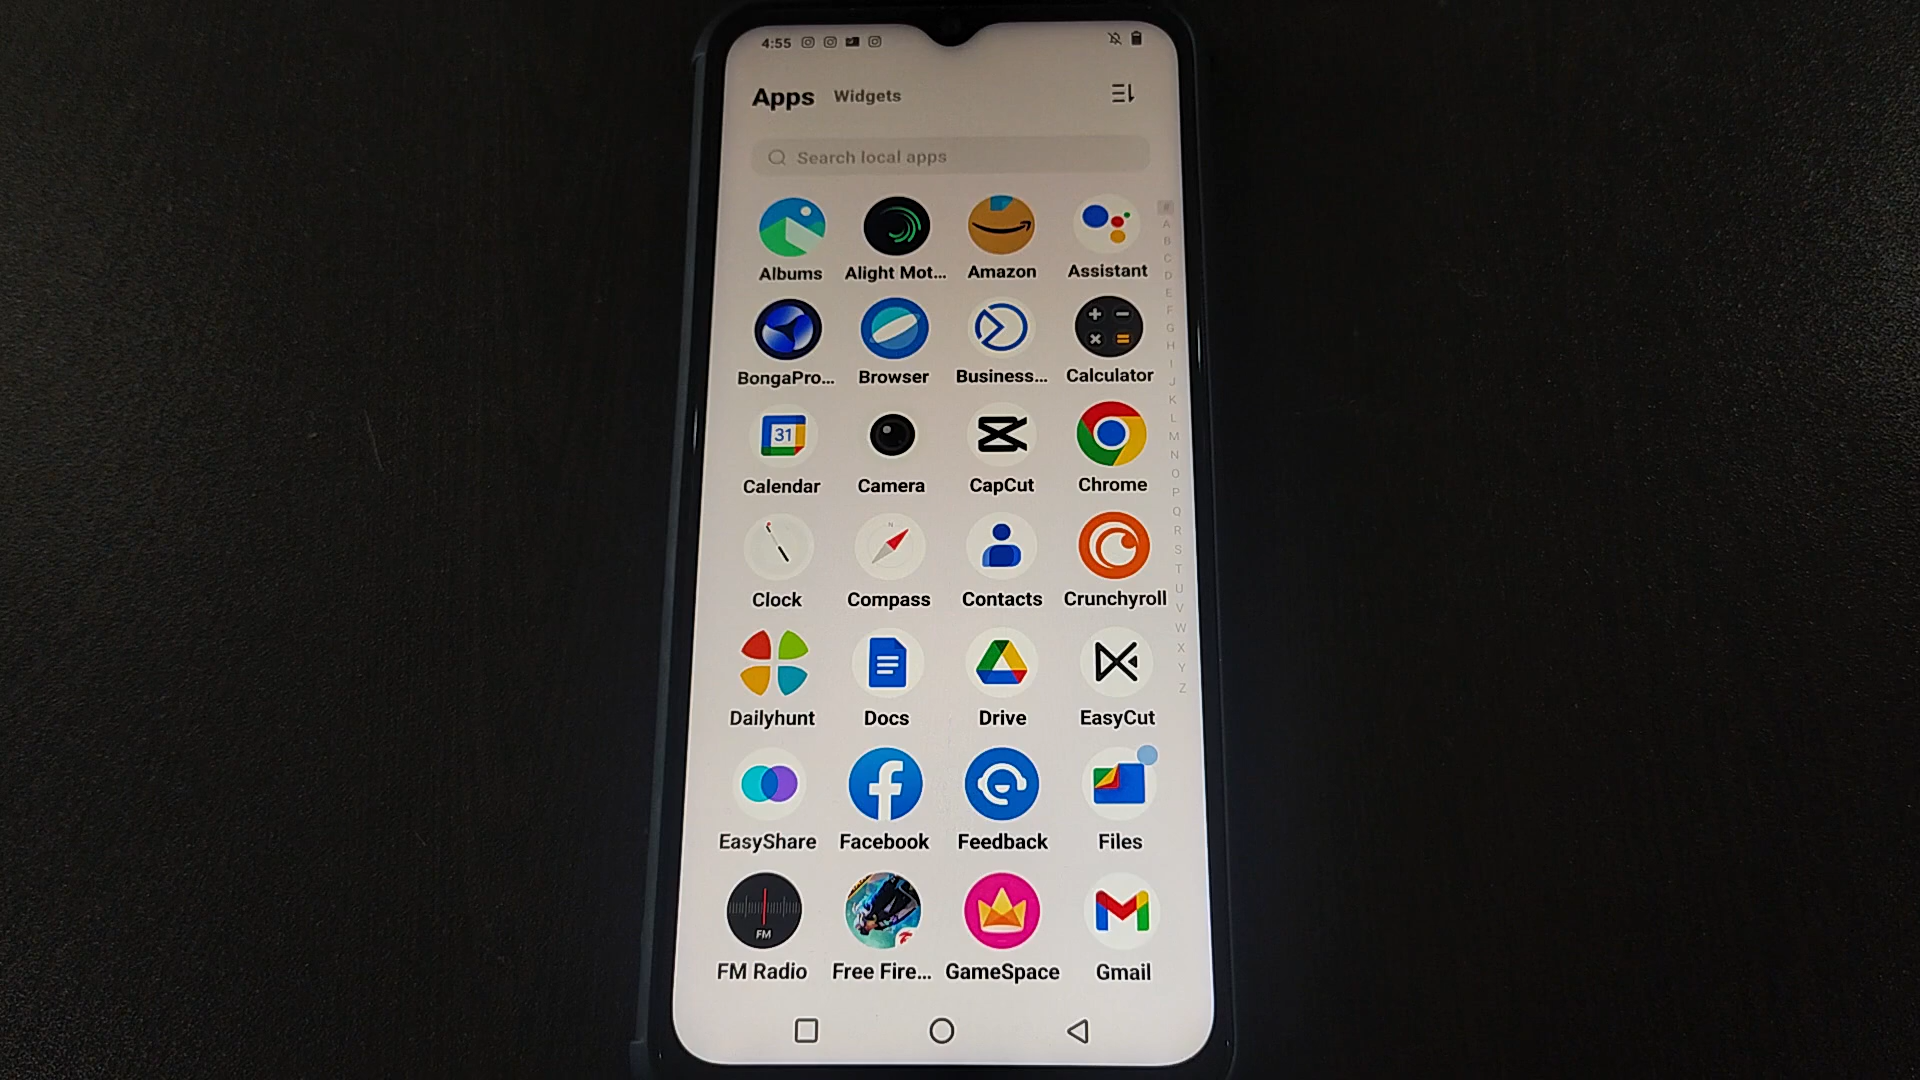 4:55
Apps Widgets
Search local apps
Albums Alight Mot... Amazon Assistant
BongaPro... Browser Business... Calculator
31
Calendar Camera CapCut Chrome
N
Clock Compass Contacts Crunchyroll
Dailyhunt Docs Drive EasyCut
EasyShare Facebook Feedback Files
FM
FM Radio Free Fire... GameSpace Gmail
#
A
B
C
D
E
F
G
H
I
J
K
L
M
N
O
P
Q
R
S
T
U
V
W
X
Y
Z